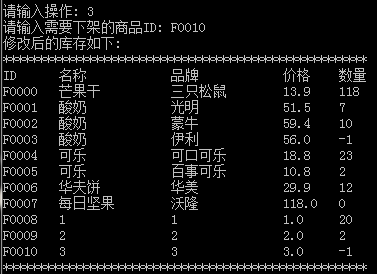 请输入操作: 3
请输入需要下架的商品ID: F0010
修改后的库存如下:
************************************************
ID 名称 品牌 价格 数量
F0000 芒果干 三只松鼠 13.9 118
F0001 酸奶 光明 51.5 7
F0002 酸奶 蒙牛 59.4 10
F0003 酸奶 伊利 56.0 -1
F0004 可乐 可口可乐 18.8 23
F0005 可乐 百事可乐 10.8 2
F0006 华夫饼 华美 29.9 12
F0007 每日坚果 沃隆 118.0 0
F0008 1 1 1.0 20
F0009 2 2 2.0 2
F0010 3 3 3.0 -1
************************************************